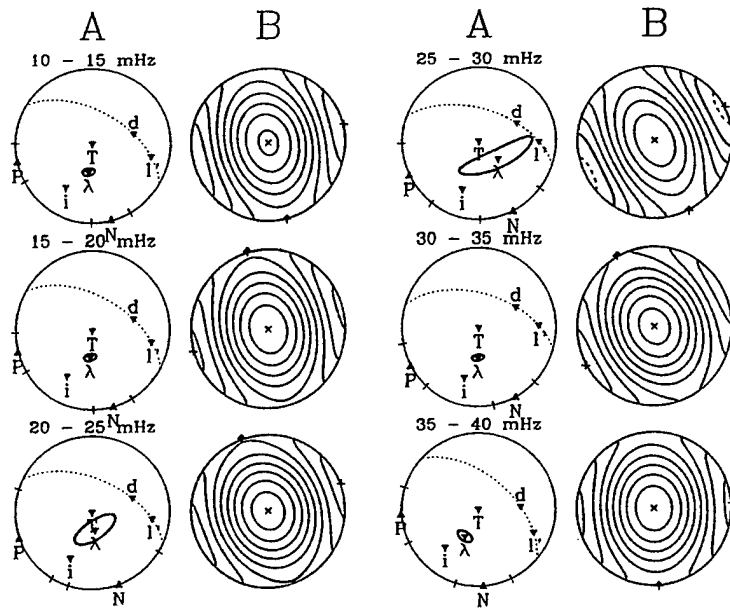 A B A B
10 – 15 mHz
25 – 30 mHz
d
T
λ
l
P
i
N
d
T
λ
l
P
i
N
15 – 20 mHz
30 – 35 mHz
d
T
λ
l
P
i
N
d
T
λ
l
P
i
N
20 – 25 mHz
35 – 40 mHz
d
T
λ
l
P
i
N
d
T
λ
l
P
i
N